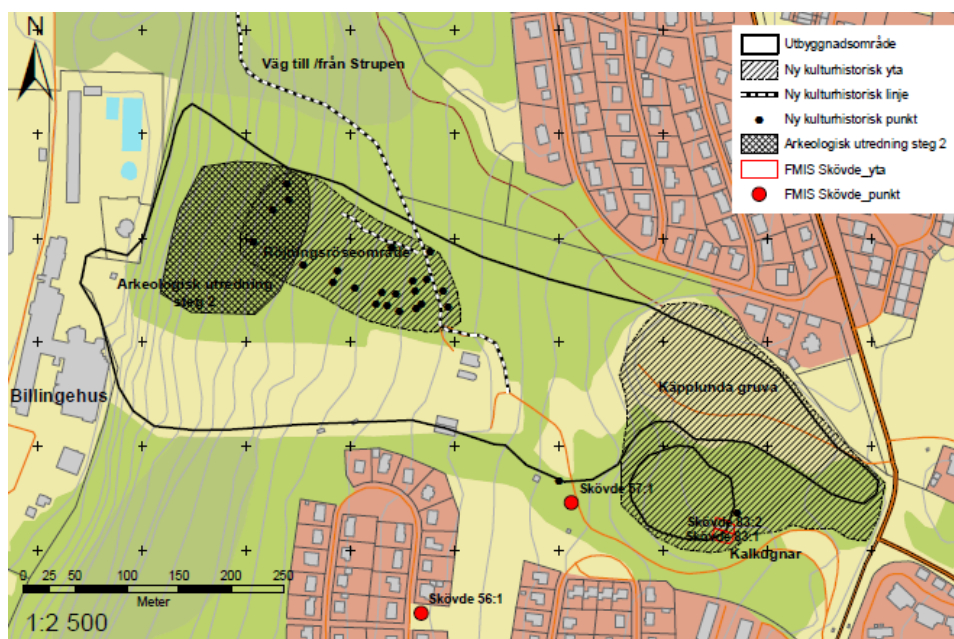 N
Väg till /från Strupen
Utbyggnadsområde
Ny kulturhistorisk yta
Ny kulturhistorisk linje
Ny kulturhistorisk punkt
Arkeologisk utredning steg 2
FMIS Skövde_yta
FMIS Skövde_punkt
Röjningsröseområde
Arkeologisk utredning
steg 2
Billingehus
Käpplunda gruva
Skövde 57:1
Skövde 83:2
Skövde 83:1
Kalkugnar
0 25 50 100 150 200 250
Meter
Skövde 56:1
1:2 500